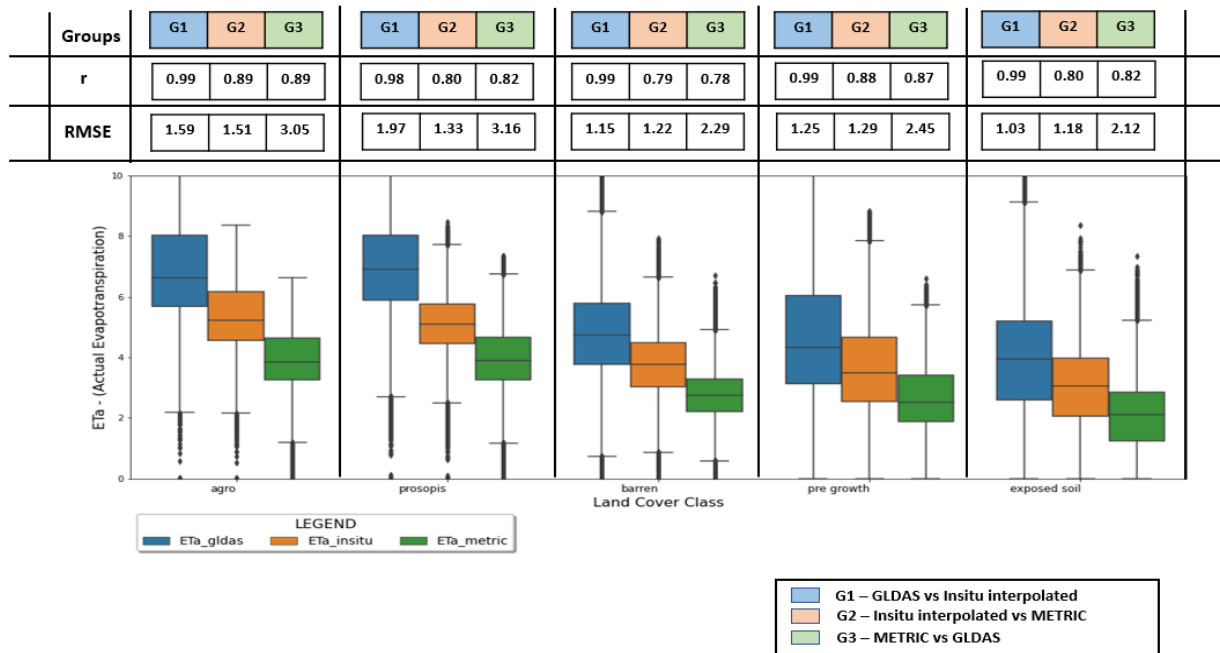 Groups G1 G2 G3 G1 G2 G3 G1 G2 G3 G1 G2 G3 G1 G2 G3
r 0.99 0.89 0.89 0.98 0.80 0.82 0.99 0.79 0.78 0.99 0.88 0.87 0.99 0.80 0.82
RMSE 1.59 1.51 3.05 1.97 1.33 3.16 1.15 1.22 2.29 1.25 1.29 2.45 1.03 1.18 2.12
ETa - (Actual Evapotranspiration)
10
8
6
4
2
0
agro prosopis barren pre growth exposed soil
Land Cover Class
LEGEND
ETa_gldas ETa_insitu ETa_metric
G1 – GLDAS vs Insitu interpolated
G2 – Insitu interpolated vs METRIC
G3 – METRIC vs GLDAS